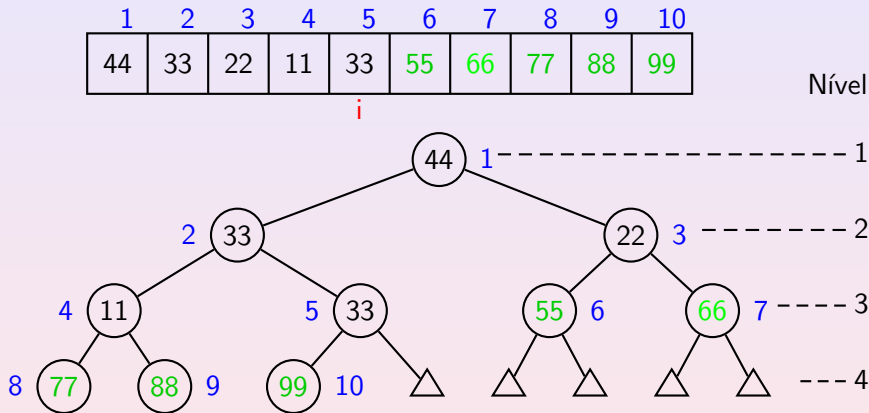 1 2 3 4 5 6 7 8 9 10
44 33 22 11 33 55 66 77 88 99
Nível
i
44 1 1
2 33 22 3 2
4 11 5 33 55 6 66 7 3
8 77 88 9 99 10 4